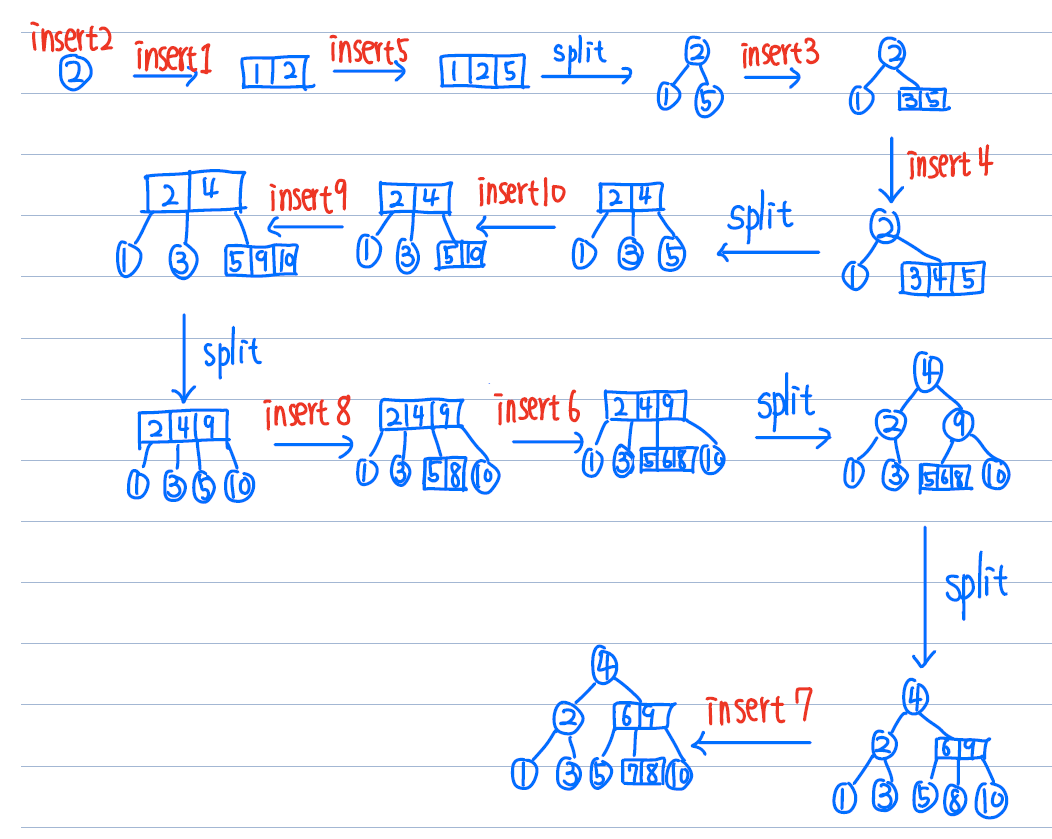 insert2 insert1 insert5 split insert3
2 1 2 1 2 5 2 2
1 5 1 3 5
insert 4
2 4 insert9 2 4 insert10 2 4 split 2
1 3 5 9 10 1 3 5 10 1 3 5 1 3 4 5
split
2 4 9 insert 8 2 4 9 insert 6 2 4 9 split 4
2 9
1 3 5 10 1 3 5 8 10 1 3 5 6 8 10 1 3 5 6 8 10
split
4 insert 7 4
2 6 9 2 6 9
1 3 5 7 8 10 1 3 5 8 10